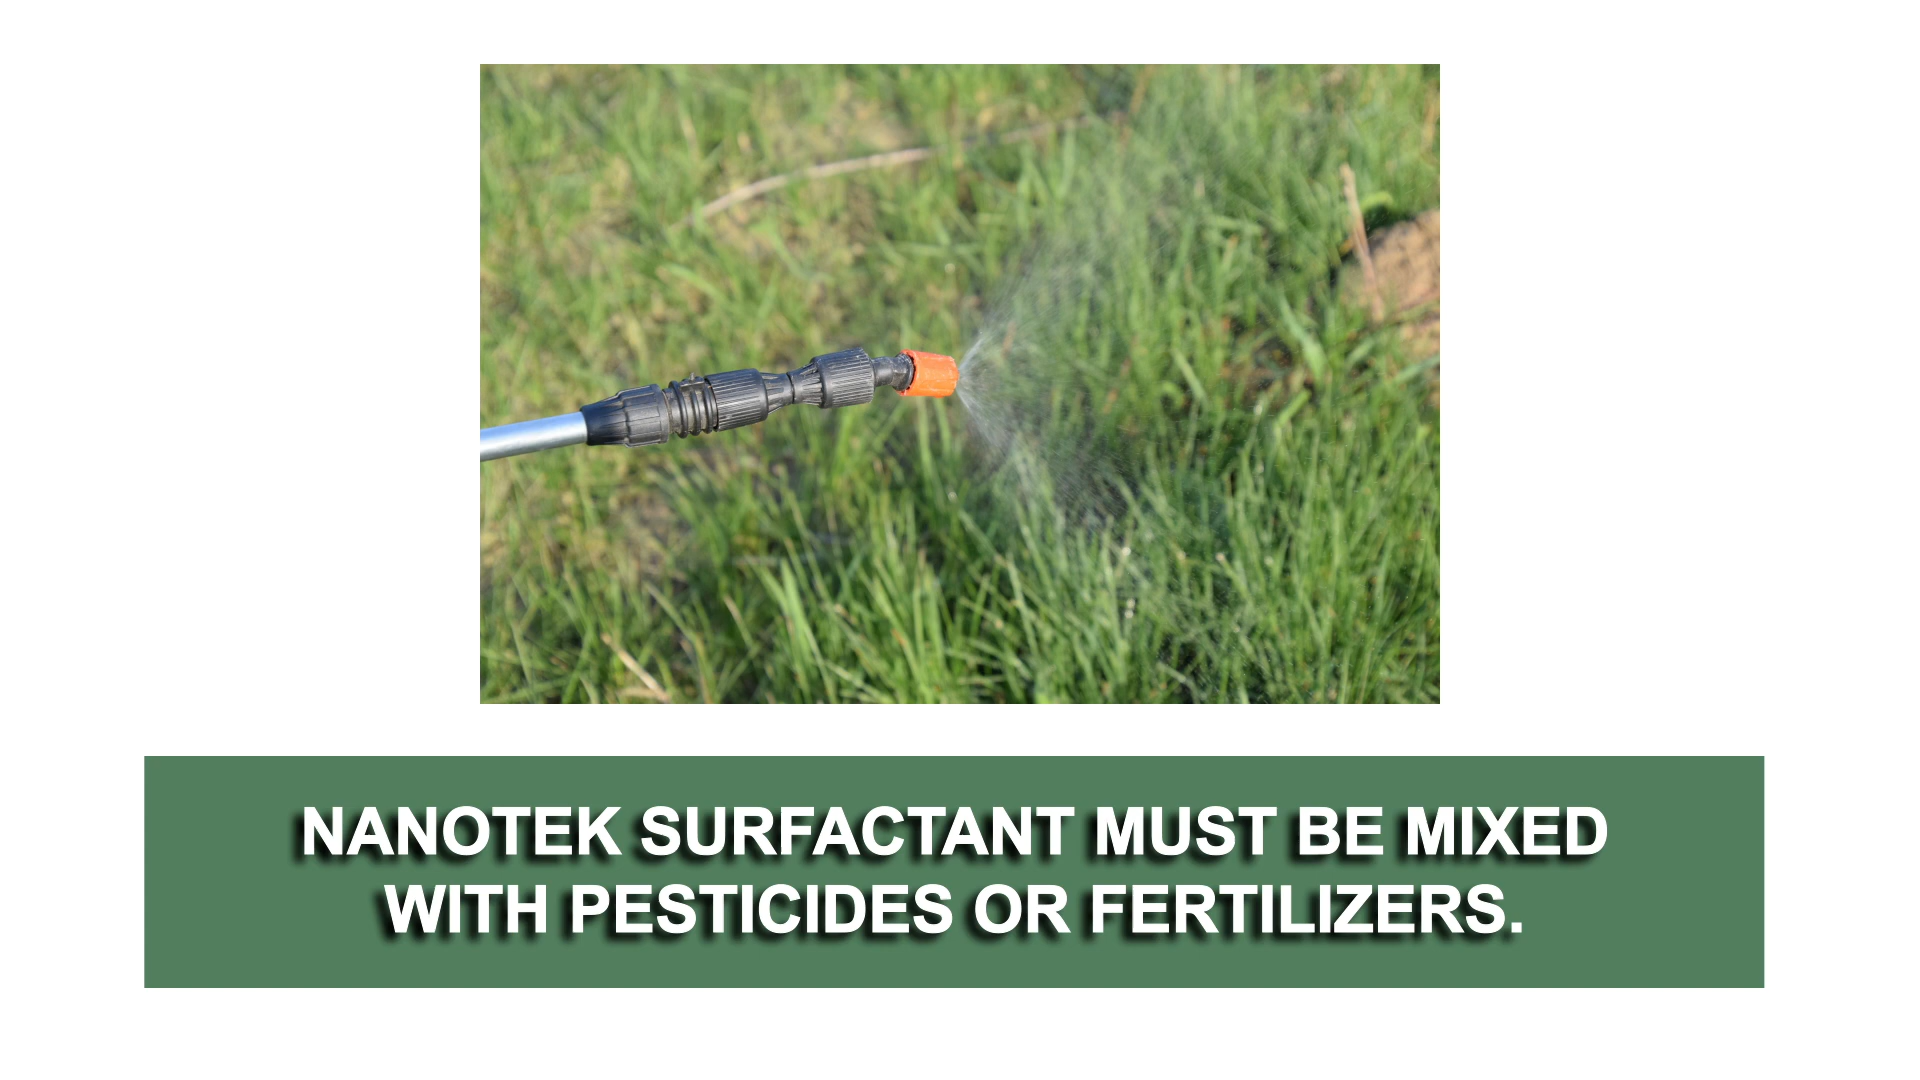 NANOTEK SURFACTANT MUST BE MIXED
WITH PESTICIDES OR FERTILIZERS.